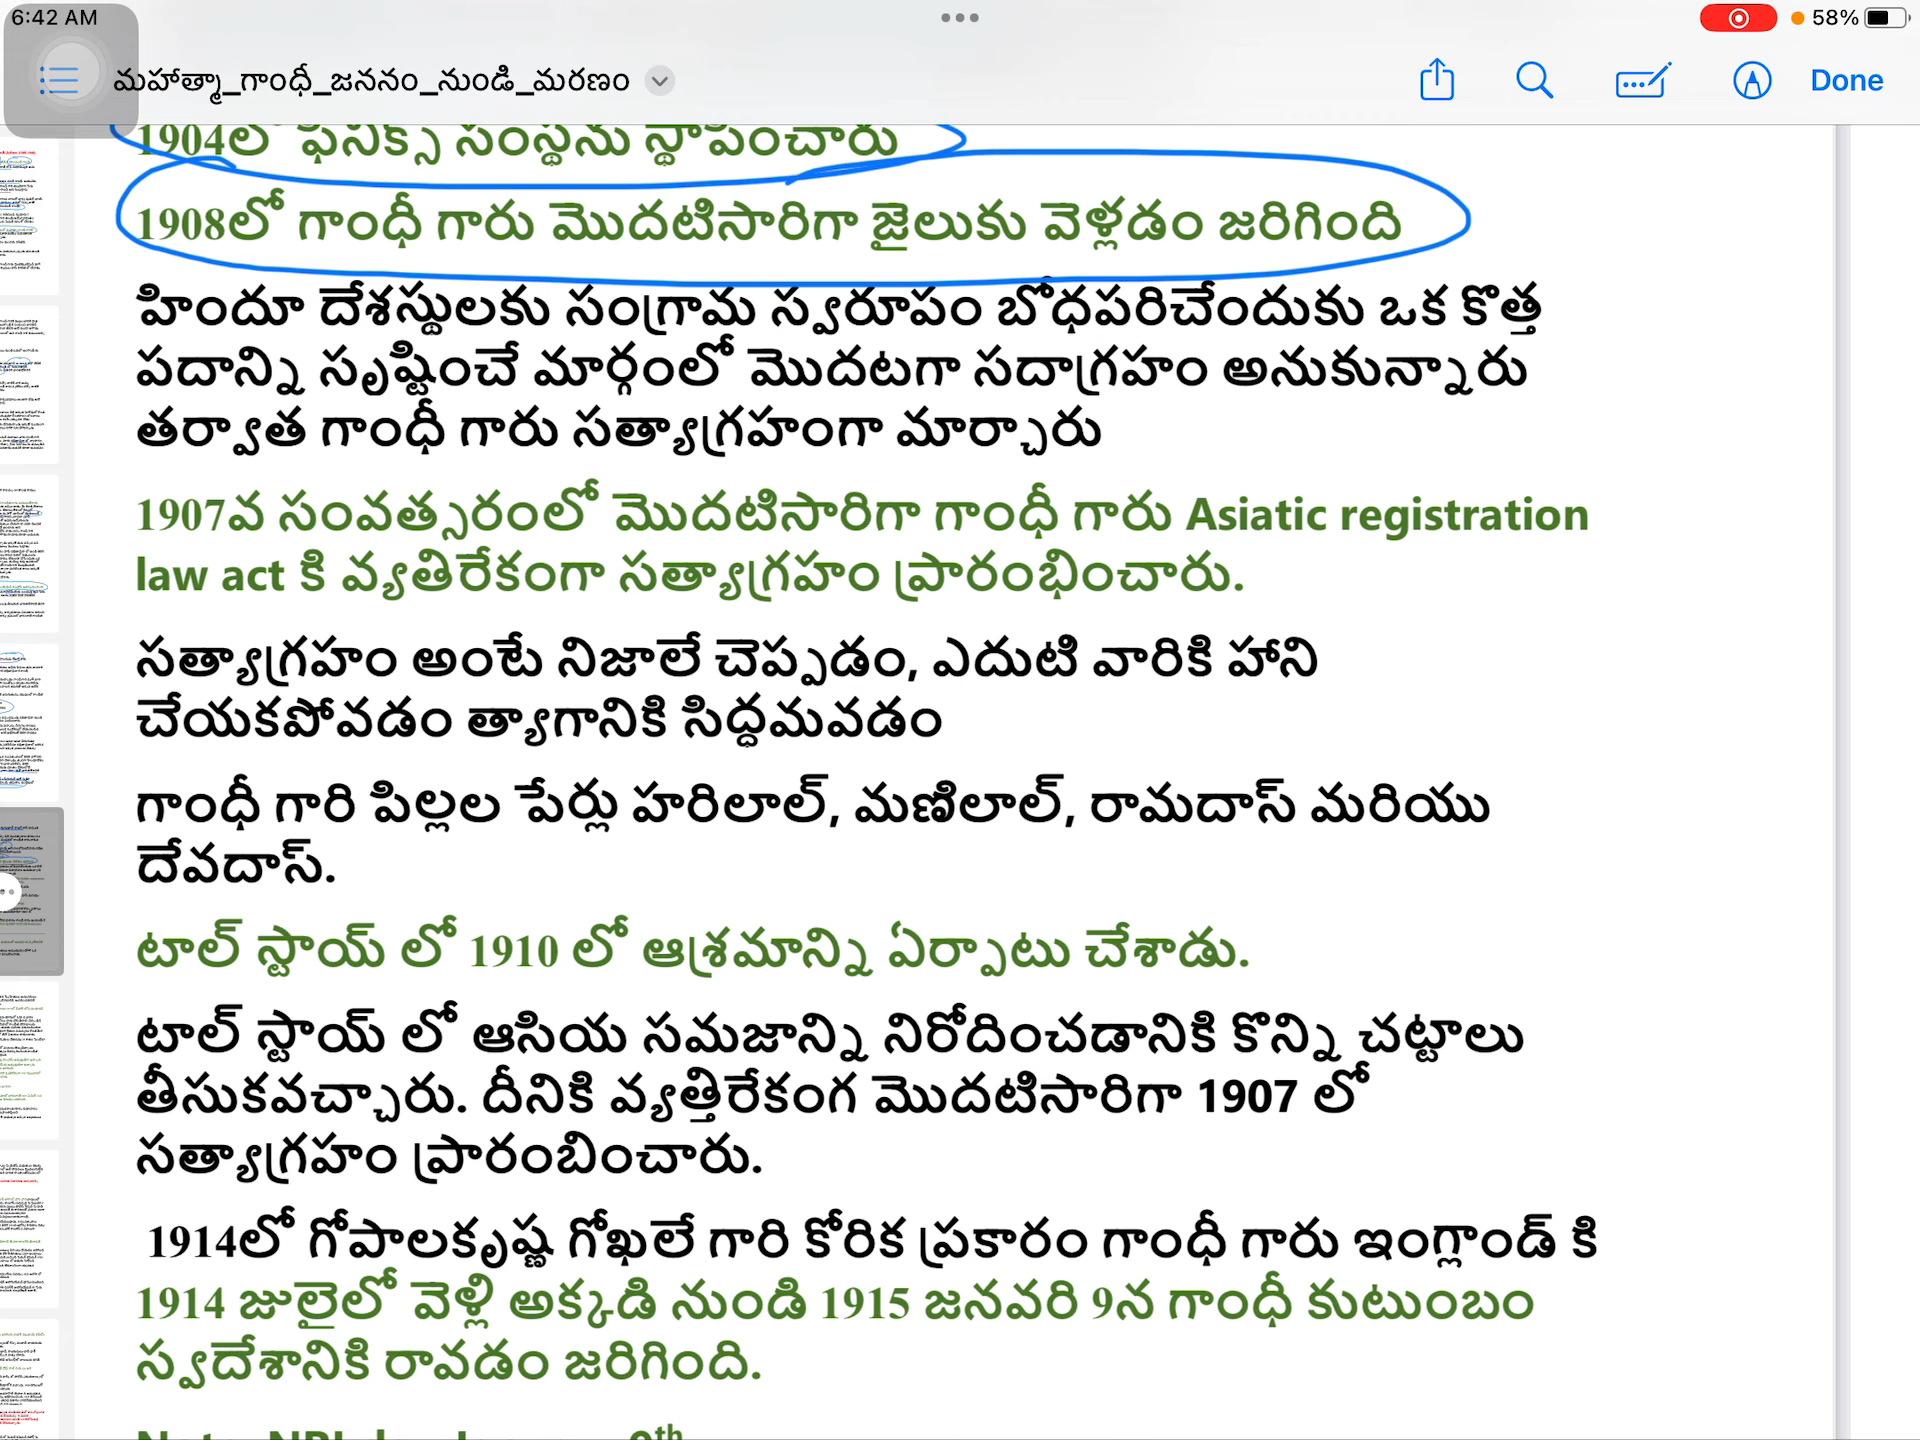 6:42 AM
58%
మహాత్మా_గాంధీ_జననం_నుండి_మరణం
Done
1904లో ఫీనిక్స్ సంస్థను స్థాపించారు
1908లో గాంధీ గారు మొదటిసారిగా జైలుకు వెళ్లడం జరిగింది
హిందూ దేశస్థులకు సంగ్రామ స్వరూపం బోధపరిచేందుకు ఒక కొత్త
పదాన్ని సృష్టించే మార్గంలో మొదటగా సదాగ్రహం అనుకున్నారు
తర్వాత గాంధీ గారు సత్యాగ్రహంగా మార్చారు
1907వ సంవత్సరంలో మొదటిసారిగా గాంధీ గారు Asiatic registration
law act కి వ్యతిరేకంగా సత్యాగ్రహం ప్రారంభించారు.
సత్యాగ్రహం అంటే నిజాలే చెప్పడం, ఎదుటి వారికి హాని
చేయకపోవడం త్యాగానికి సిద్ధమవడం
గాంధీ గారి పిల్లల పేర్లు హరిలాల్, మణిలాల్, రామదాస్ మరియు
దేవదాస్.
టాల్ స్టాయ్ లో 1910 లో ఆశ్రమాన్ని ఏర్పాటు చేశాడు.
టాల్ స్టాయ్ లో ఆసియ సమజాన్ని నిరోదించడానికి కొన్ని చట్టాలు
తీసుకవచ్చారు. దీనికి వ్యత్తిరేకంగ మొదటిసారిగా 1907 లో
సత్యాగ్రహం ప్రారంబించారు.
1914లో గోపాలకృష్ణ గోఖలే గారి కోరిక ప్రకారం గాంధీ గారు ఇంగ్లాండ్ కి
1914 జులైలో వెళ్లి అక్కడి నుండి 1915 జనవరి 9న గాంధీ కుటుంబం
స్వదేశానికి రావడం జరిగింది.